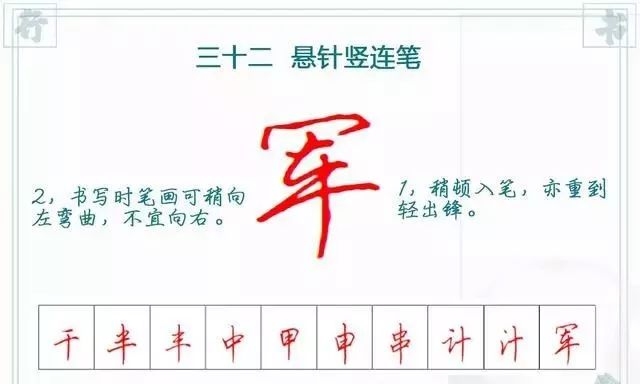 行 书
三十二 悬针竖连笔
军
2，书写时笔画可稍向
左弯曲，不宜向右。
1，稍顿入笔，亦重到
轻出锋。
干 半 丰 中 甲 申 串 计 汁 军